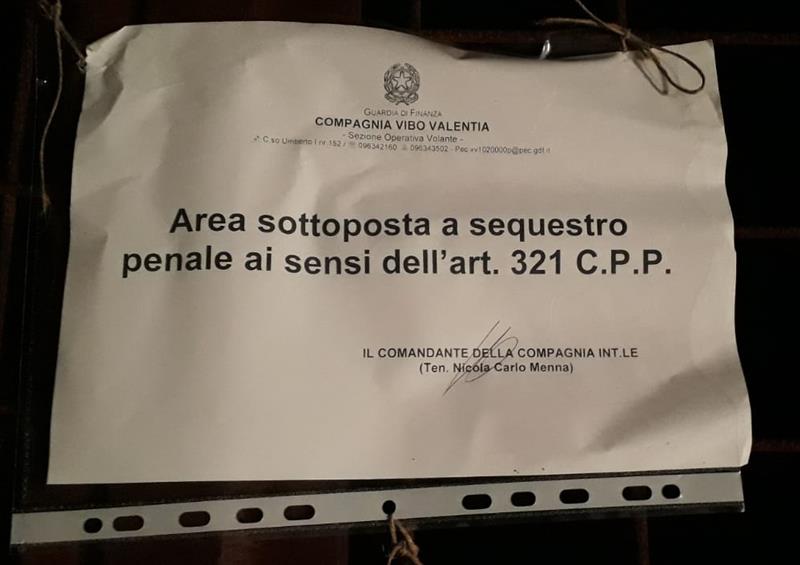 GUARDIA DI FINANZA
COMPAGNIA VIBO VALENTIA
- Sezione Operativa Volante -
C.so Umberto I nr.152 / ☏ 096342160 096343502 - Pec vv1020000p@pec.gdf.it
Area sottoposta a sequestro
penale ai sensi dell'art. 321 C.P.P.
IL COMANDANTE DELLA COMPAGNIA INT.LE
(Ten. Nicola Carlo Menna)